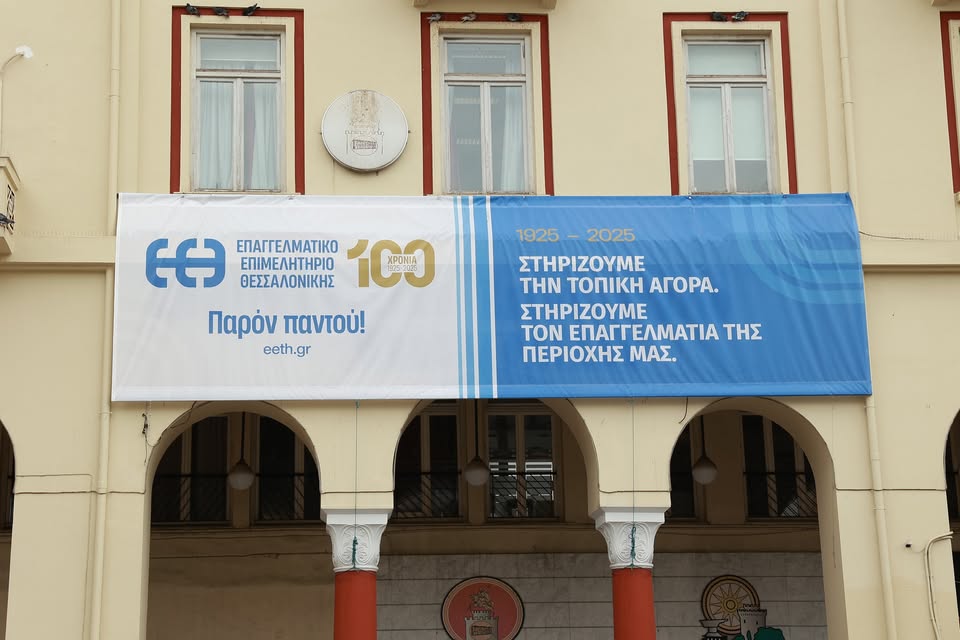 ΕΕΘ
ΕΠΑΓΓΕΛΜΑΤΙΚΟ
ΕΠΙΜΕΛΗΤΗΡΙΟ
ΘΕΣΣΑΛΟΝΙΚΗΣ
100
ΧΡΟΝΙΑ
1925-2025
Παρόν παντού!
eeth.gr
1925 – 2025
ΣΤΗΡΙΖΟΥΜΕ
ΤΗΝ ΤΟΠΙΚΗ ΑΓΟΡΑ.
ΣΤΗΡΙΖΟΥΜΕ
ΤΟΝ ΕΠΑΓΓΕΛΜΑΤΙΑ ΤΗΣ
ΠΕΡΙΟΧΗΣ ΜΑΣ.